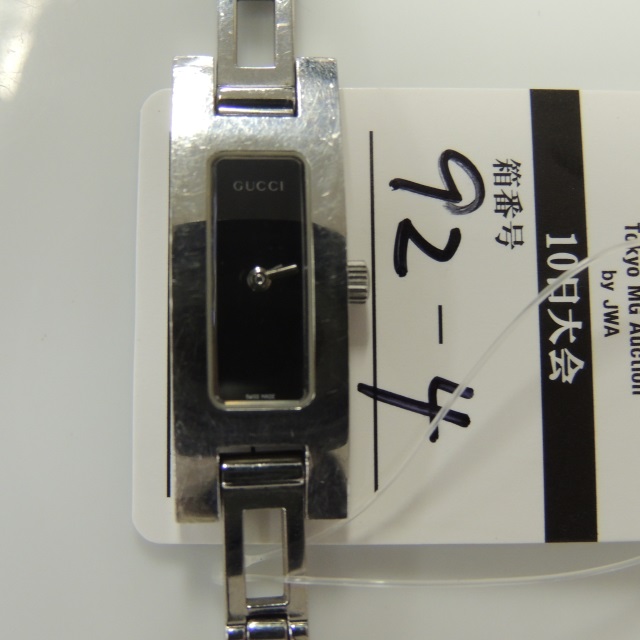 GUCCI
SWISS MADE
Tokyo MG Auction
by JWA
10日大会
箱番号
92-4